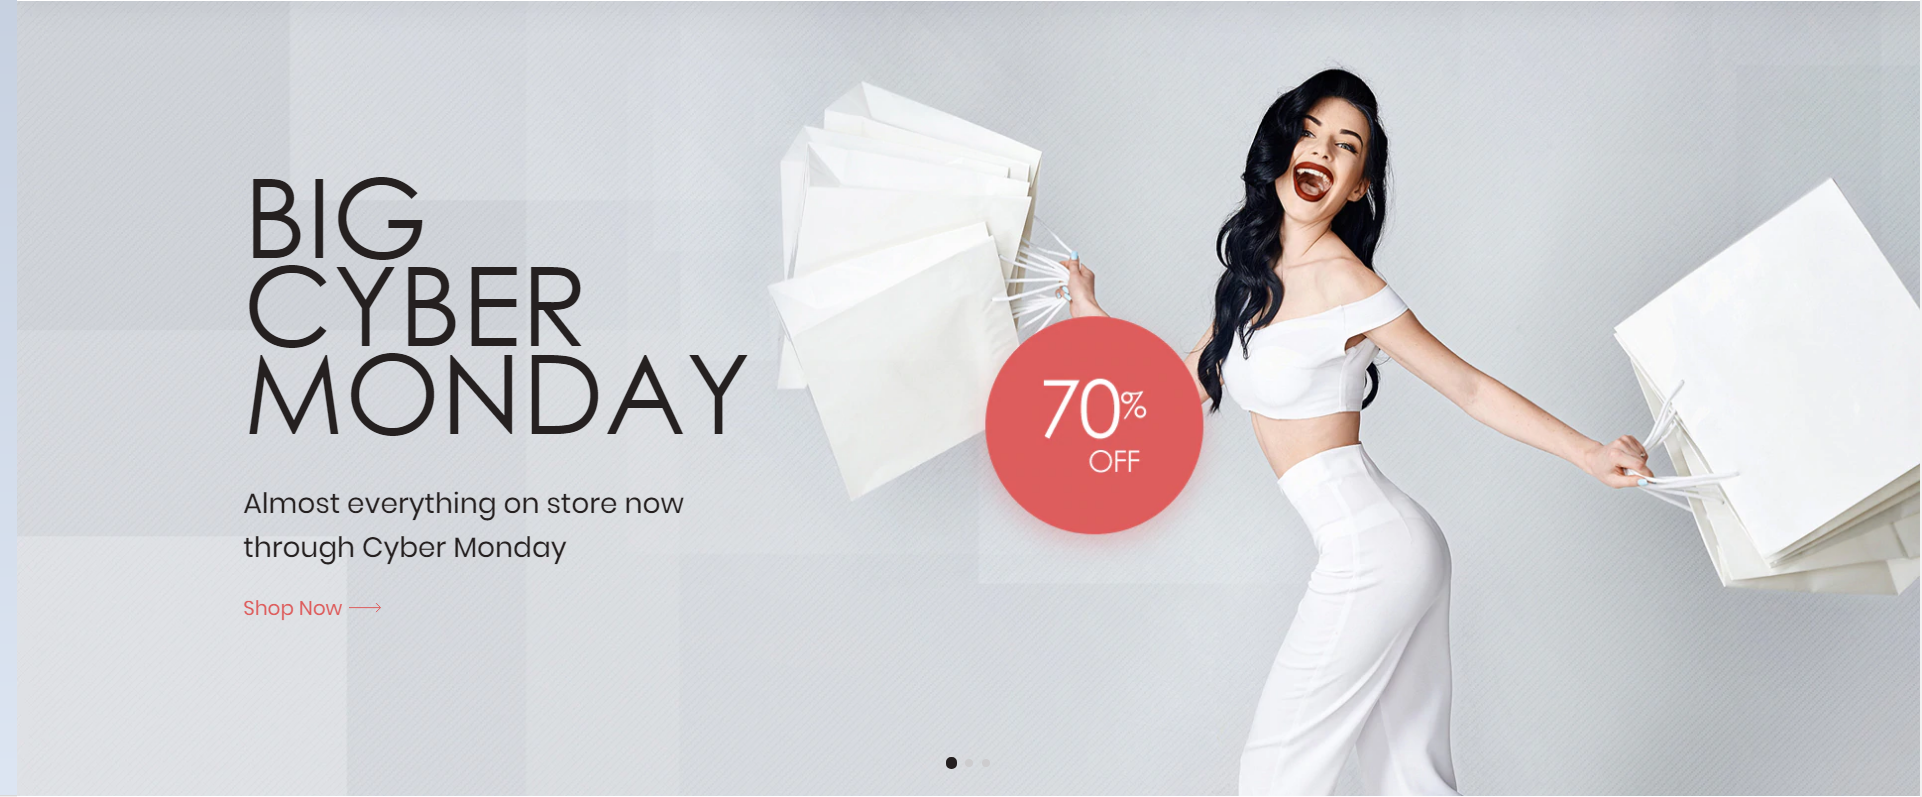 BIG
CYBER
MONDAY
70%
OFF
Almost everything on store now
through Cyber Monday
Shop Now